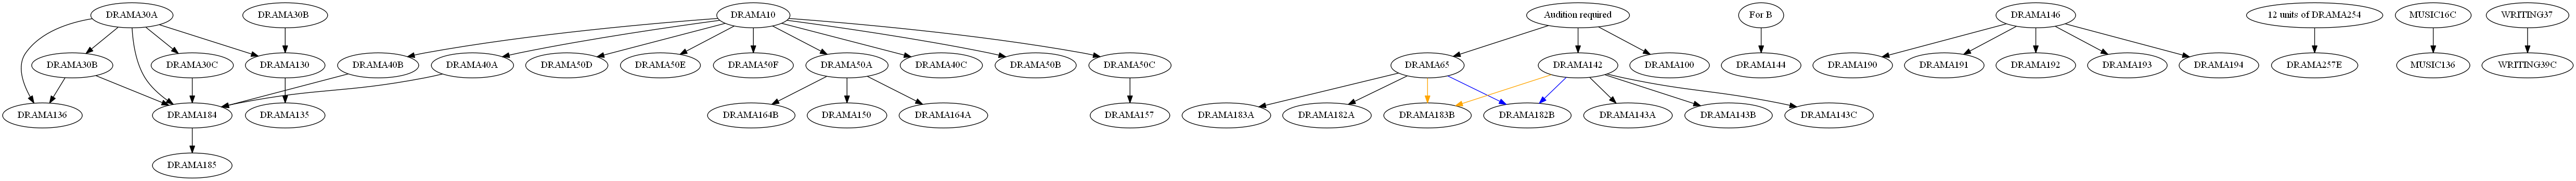 DRAMA30A
DRAMA30B
DRAMA10
Audition required
For B
DRAMA146
12 units of DRAMA254
MUSIC16C
WRITING37
DRAMA30B
DRAMA30C
DRAMA130
DRAMA40B
DRAMA40A
DRAMA50D
DRAMA50E
DRAMA50F
DRAMA50A
DRAMA40C
DRAMA50B
DRAMA50C
DRAMA65
DRAMA142
DRAMA100
DRAMA144
DRAMA190
DRAMA191
DRAMA192
DRAMA193
DRAMA194
DRAMA257E
MUSIC136
WRITING39C
DRAMA136
DRAMA184
DRAMA135
DRAMA164B
DRAMA150
DRAMA164A
DRAMA157
DRAMA183A
DRAMA182A
DRAMA183B
DRAMA182B
DRAMA143A
DRAMA143B
DRAMA143C
DRAMA185